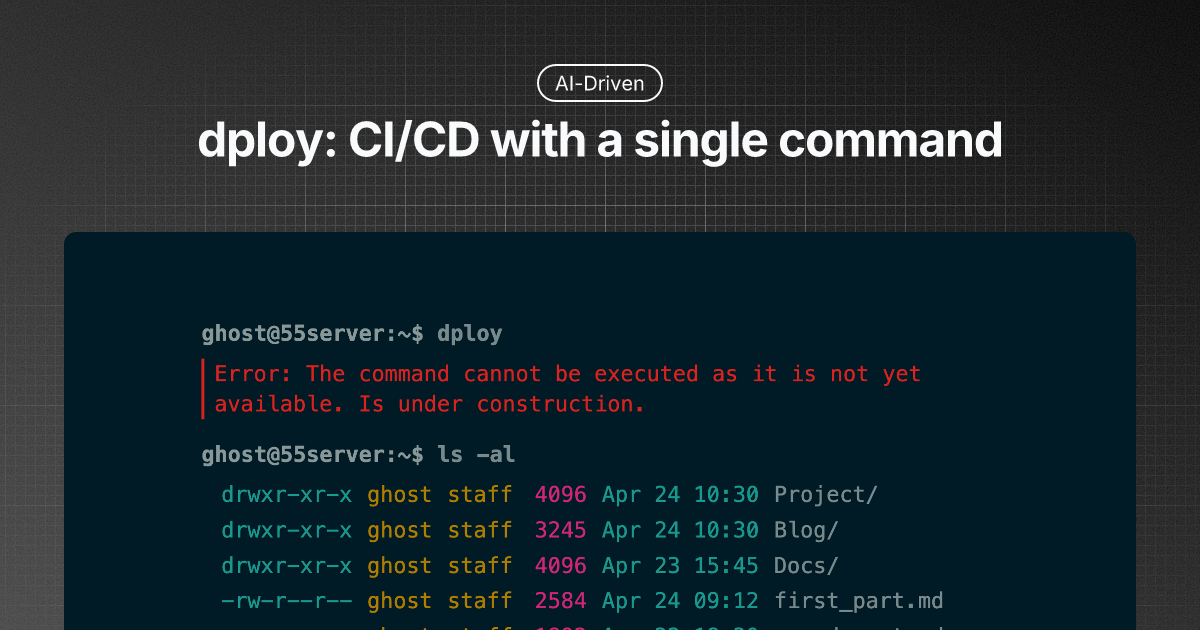 AI-Driven
dploy: CI/CD with a single command
ghost@55server:~$ dploy
Error: The command cannot be executed as it is not yet
available. Is under construction.
ghost@55server:~$ ls -al
drwxr-xr-x ghost staff 4096 Apr 24 10:30 Project/
drwxr-xr-x ghost staff 3245 Apr 24 10:30 Blog/
drwxr-xr-x ghost staff 4096 Apr 23 15:45 Docs/
-rw-r--r-- ghost staff 2584 Apr 24 09:12 first_part.md